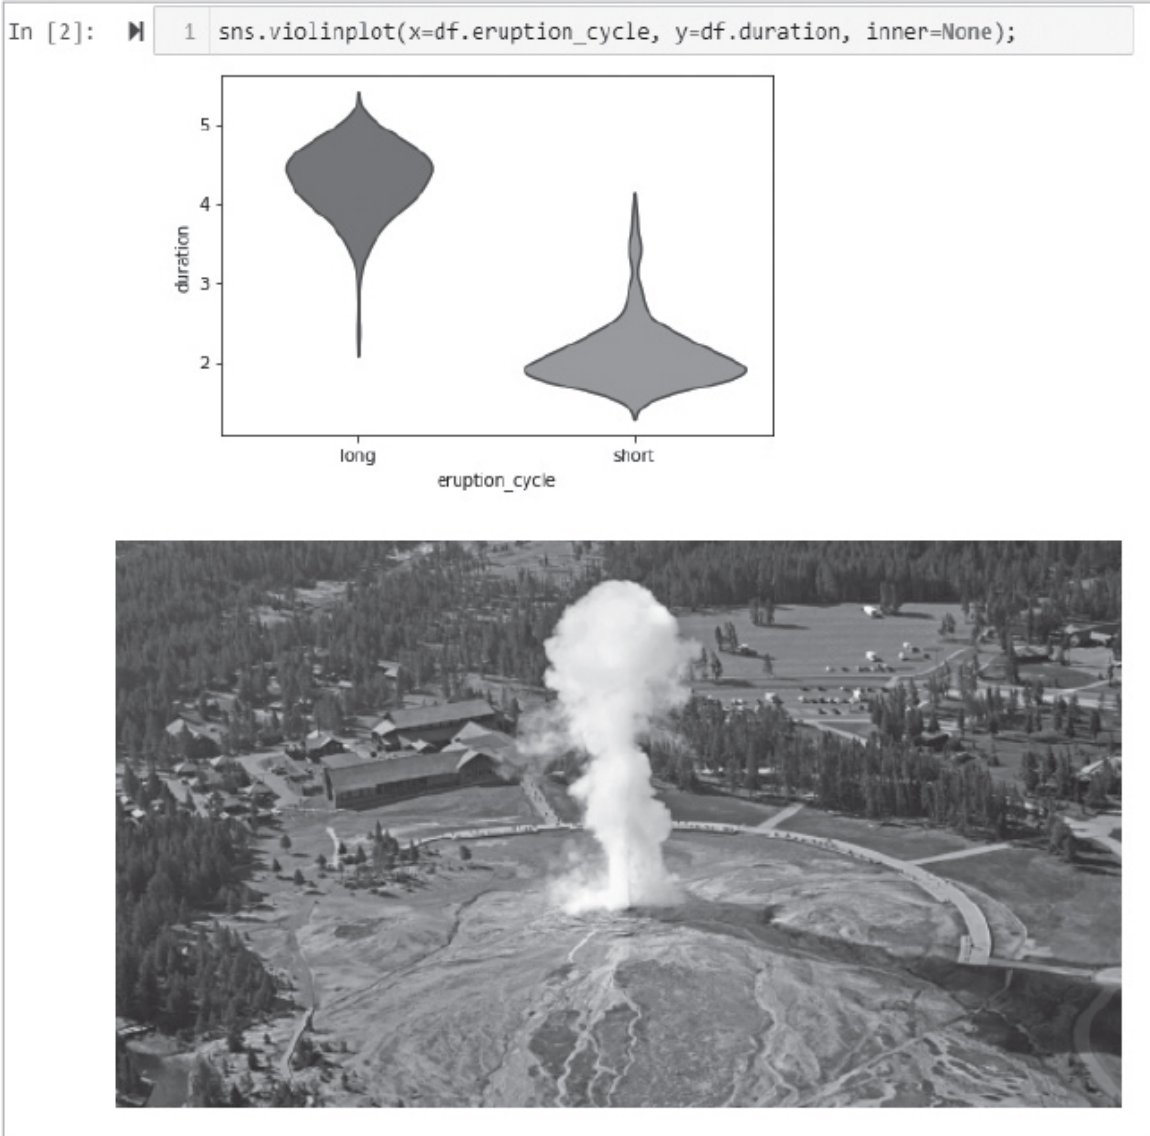 In [2]:
1 sns.violinplot(x=df.eruption_cycle, y=df.duration, inner=None);
5
4
3
2
duration
long short
eruption_cycle